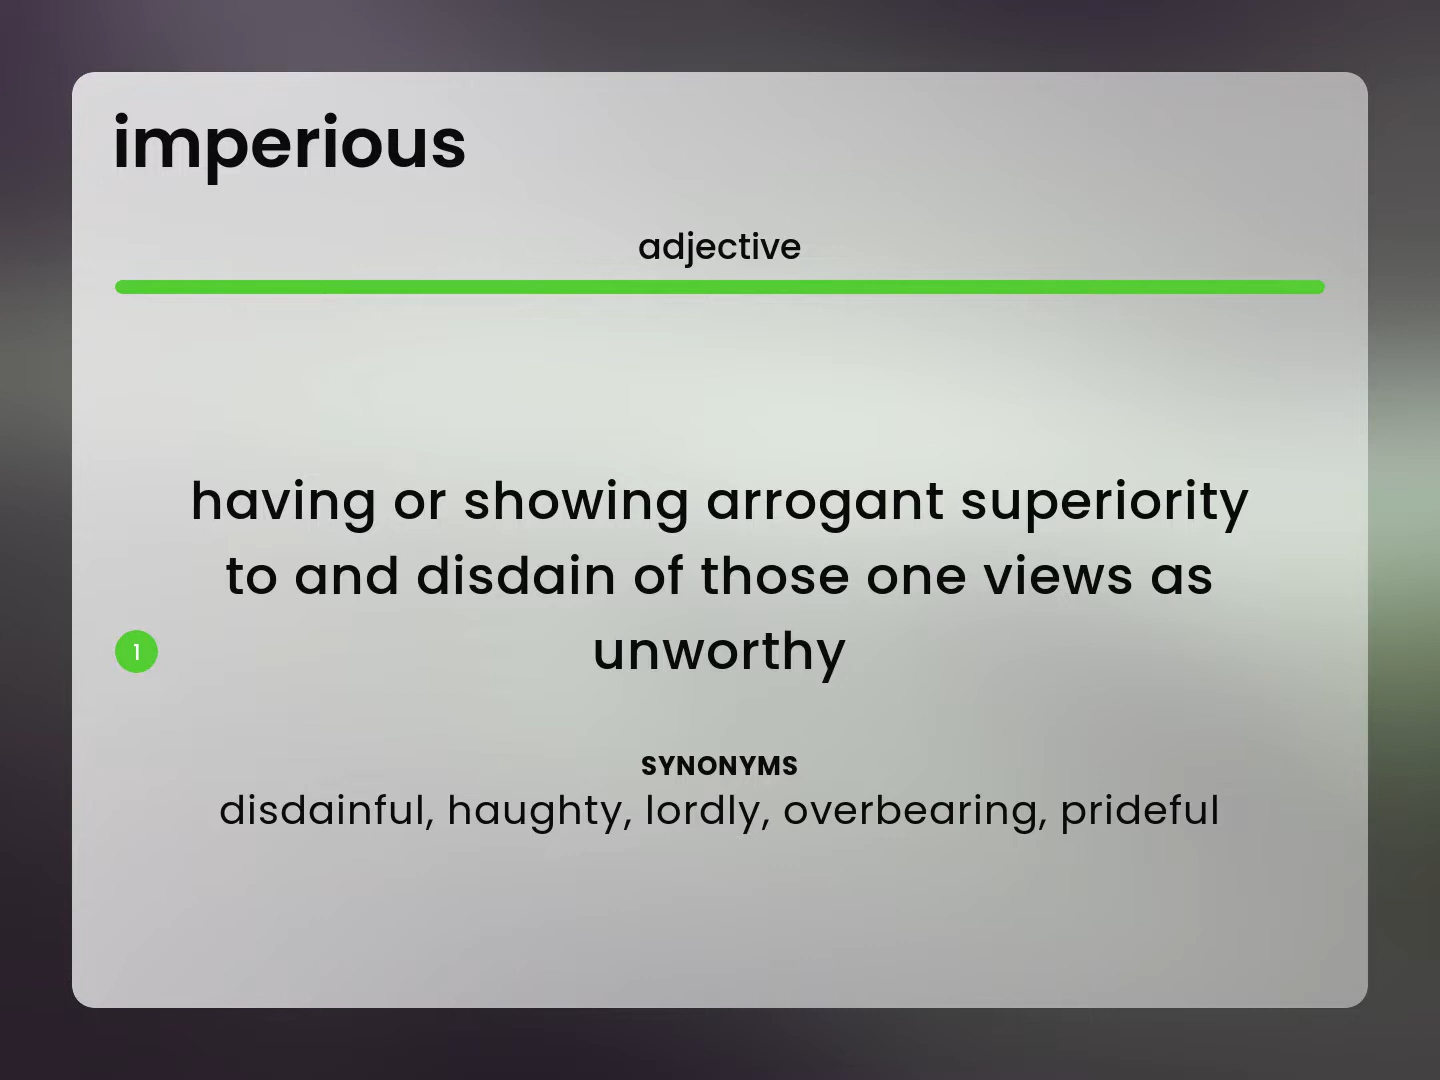 imperious
adjective
having or showing arrogant superiority
to and disdain of those one views as
1 unworthy
SYNONYMS
disdainful, haughty, lordly, overbearing, prideful